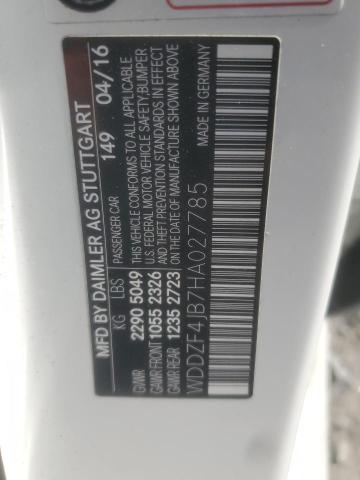 MFD BY DAIMLER AG STUTTGART
PASSENGER CAR 149 04/16
KG LBS THIS VEHICLE CONFORMS TO ALL APPLICABLE
GVWR 2290 5049 U.S. FEDERAL MOTOR VEHICLE SAFETY, BUMPER
GAWR FRONT 1055 2326 AND THEFT PREVENTION STANDARDS IN
GAWR REAR 1235 2723 EFFECT ON THE DATE OF MANUFACTURE SHOWN ABOVE
WDDZF4JB7HA027785 MADE IN GERMANY